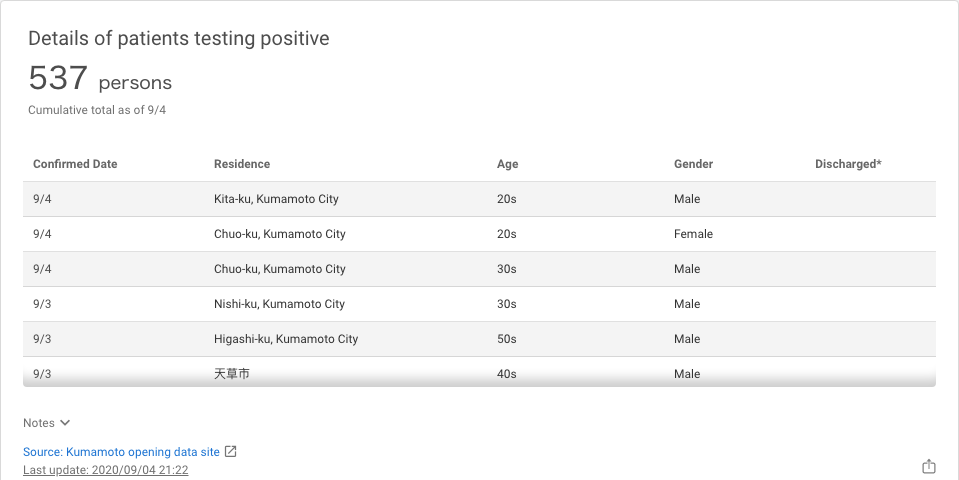 Details of patients testing positive
537 persons
Cumulative total as of 9/4
Confirmed Date Residence Age Gender Discharged*
9/4 Kita-ku, Kumamoto City 20s Male
9/4 Chuo-ku, Kumamoto City 20s Female
9/4 Chuo-ku, Kumamoto City 30s Male
9/3 Nishi-ku, Kumamoto City 30s Male
9/3 Higashi-ku, Kumamoto City 50s Male
9/3 天草市 40s Male
Notes
Source: Kumamoto opening data site
Last update: 2020/09/04 21:22